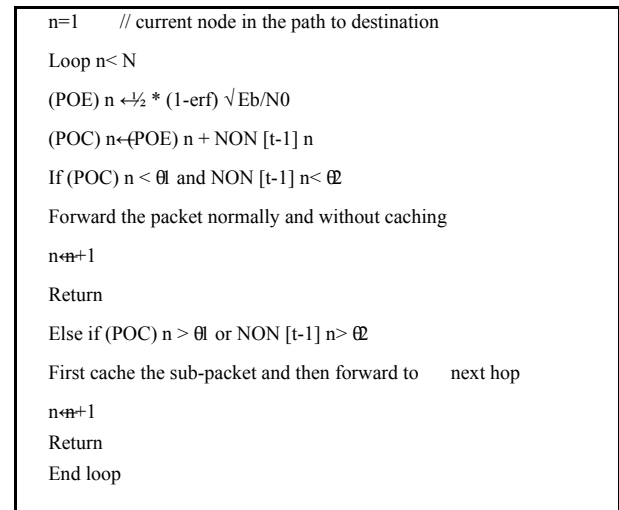 n=1 // current node in the path to destination
Loop n< N
(POE) n ←½ * (1-erf) √Eb/N0
(POC) n←(POE) n + NON [t-1] n
If (POC) n < θ1 and NON [t-1] n< θ2
Forward the packet normally and without caching
n←n+1
Return
Else if (POC) n > θ1 or NON [t-1] n> θ2
First cache the sub-packet and then forward to next hop
n←n+1
Return
End loop